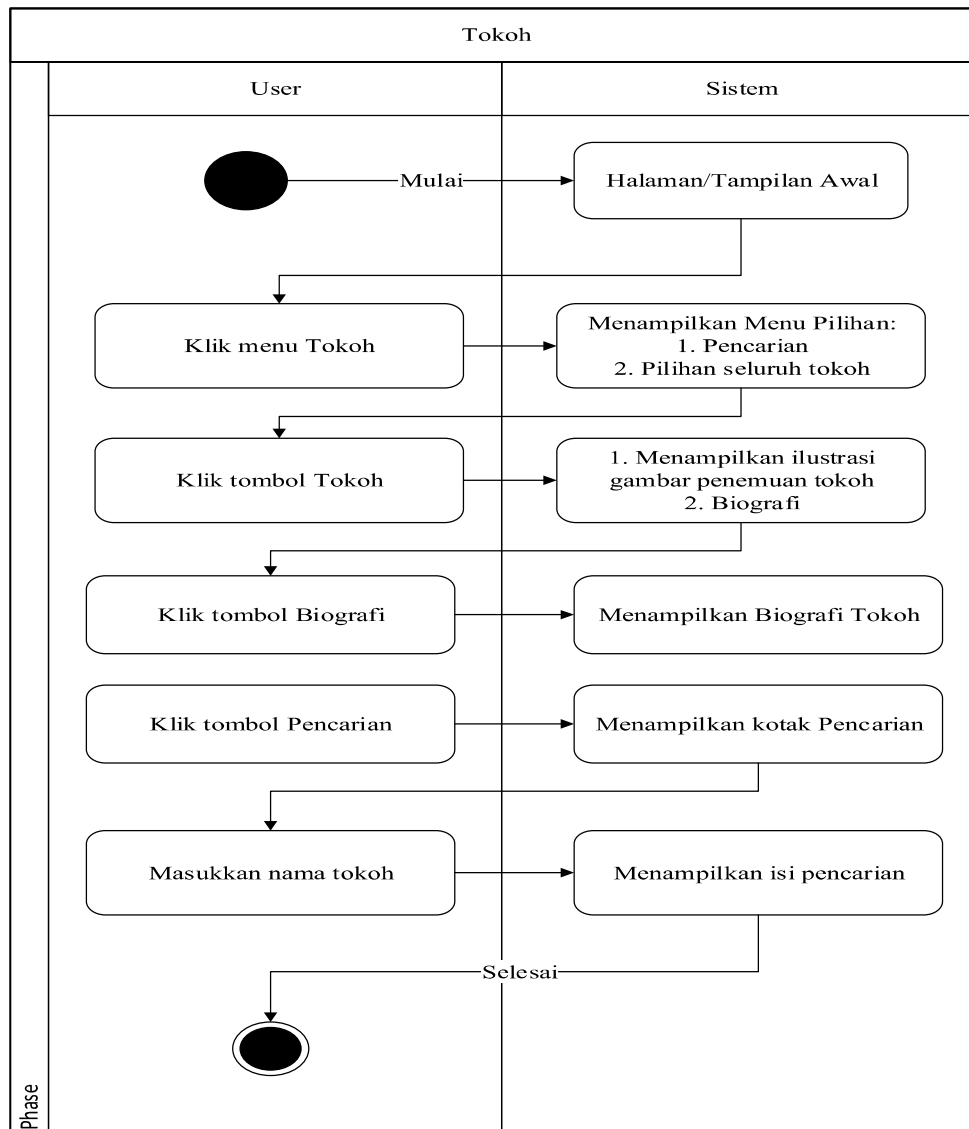 Tokoh
User
Sistem
Mulai
Halaman/Tampilan Awal
Klik menu Tokoh
Menampilkan Menu Pilihan:
1. Pencarian
2. Pilihan seluruh tokoh
Klik tombol Tokoh
1. Menampilkan ilustrasi
gambar penemuan tokoh
2. Biografi
Klik tombol Biografi
Menampilkan Biografi Tokoh
Klik tombol Pencarian
Menampilkan kotak Pencarian
Masukkan nama tokoh
Menampilkan isi pencarian
Selesai
Phase